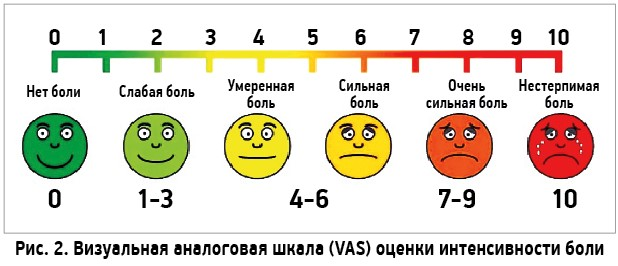 0 1 2 3 4 5 6 7 8 9 10
Нет боли
Слабая боль
Умеренная
боль
Сильная
боль
Очень
сильная боль
Нестерпимая
боль
0 1-3 4-6 7-9 10
Рис. 2. Визуальная аналоговая шкала (VAS) оценки интенсивности боли